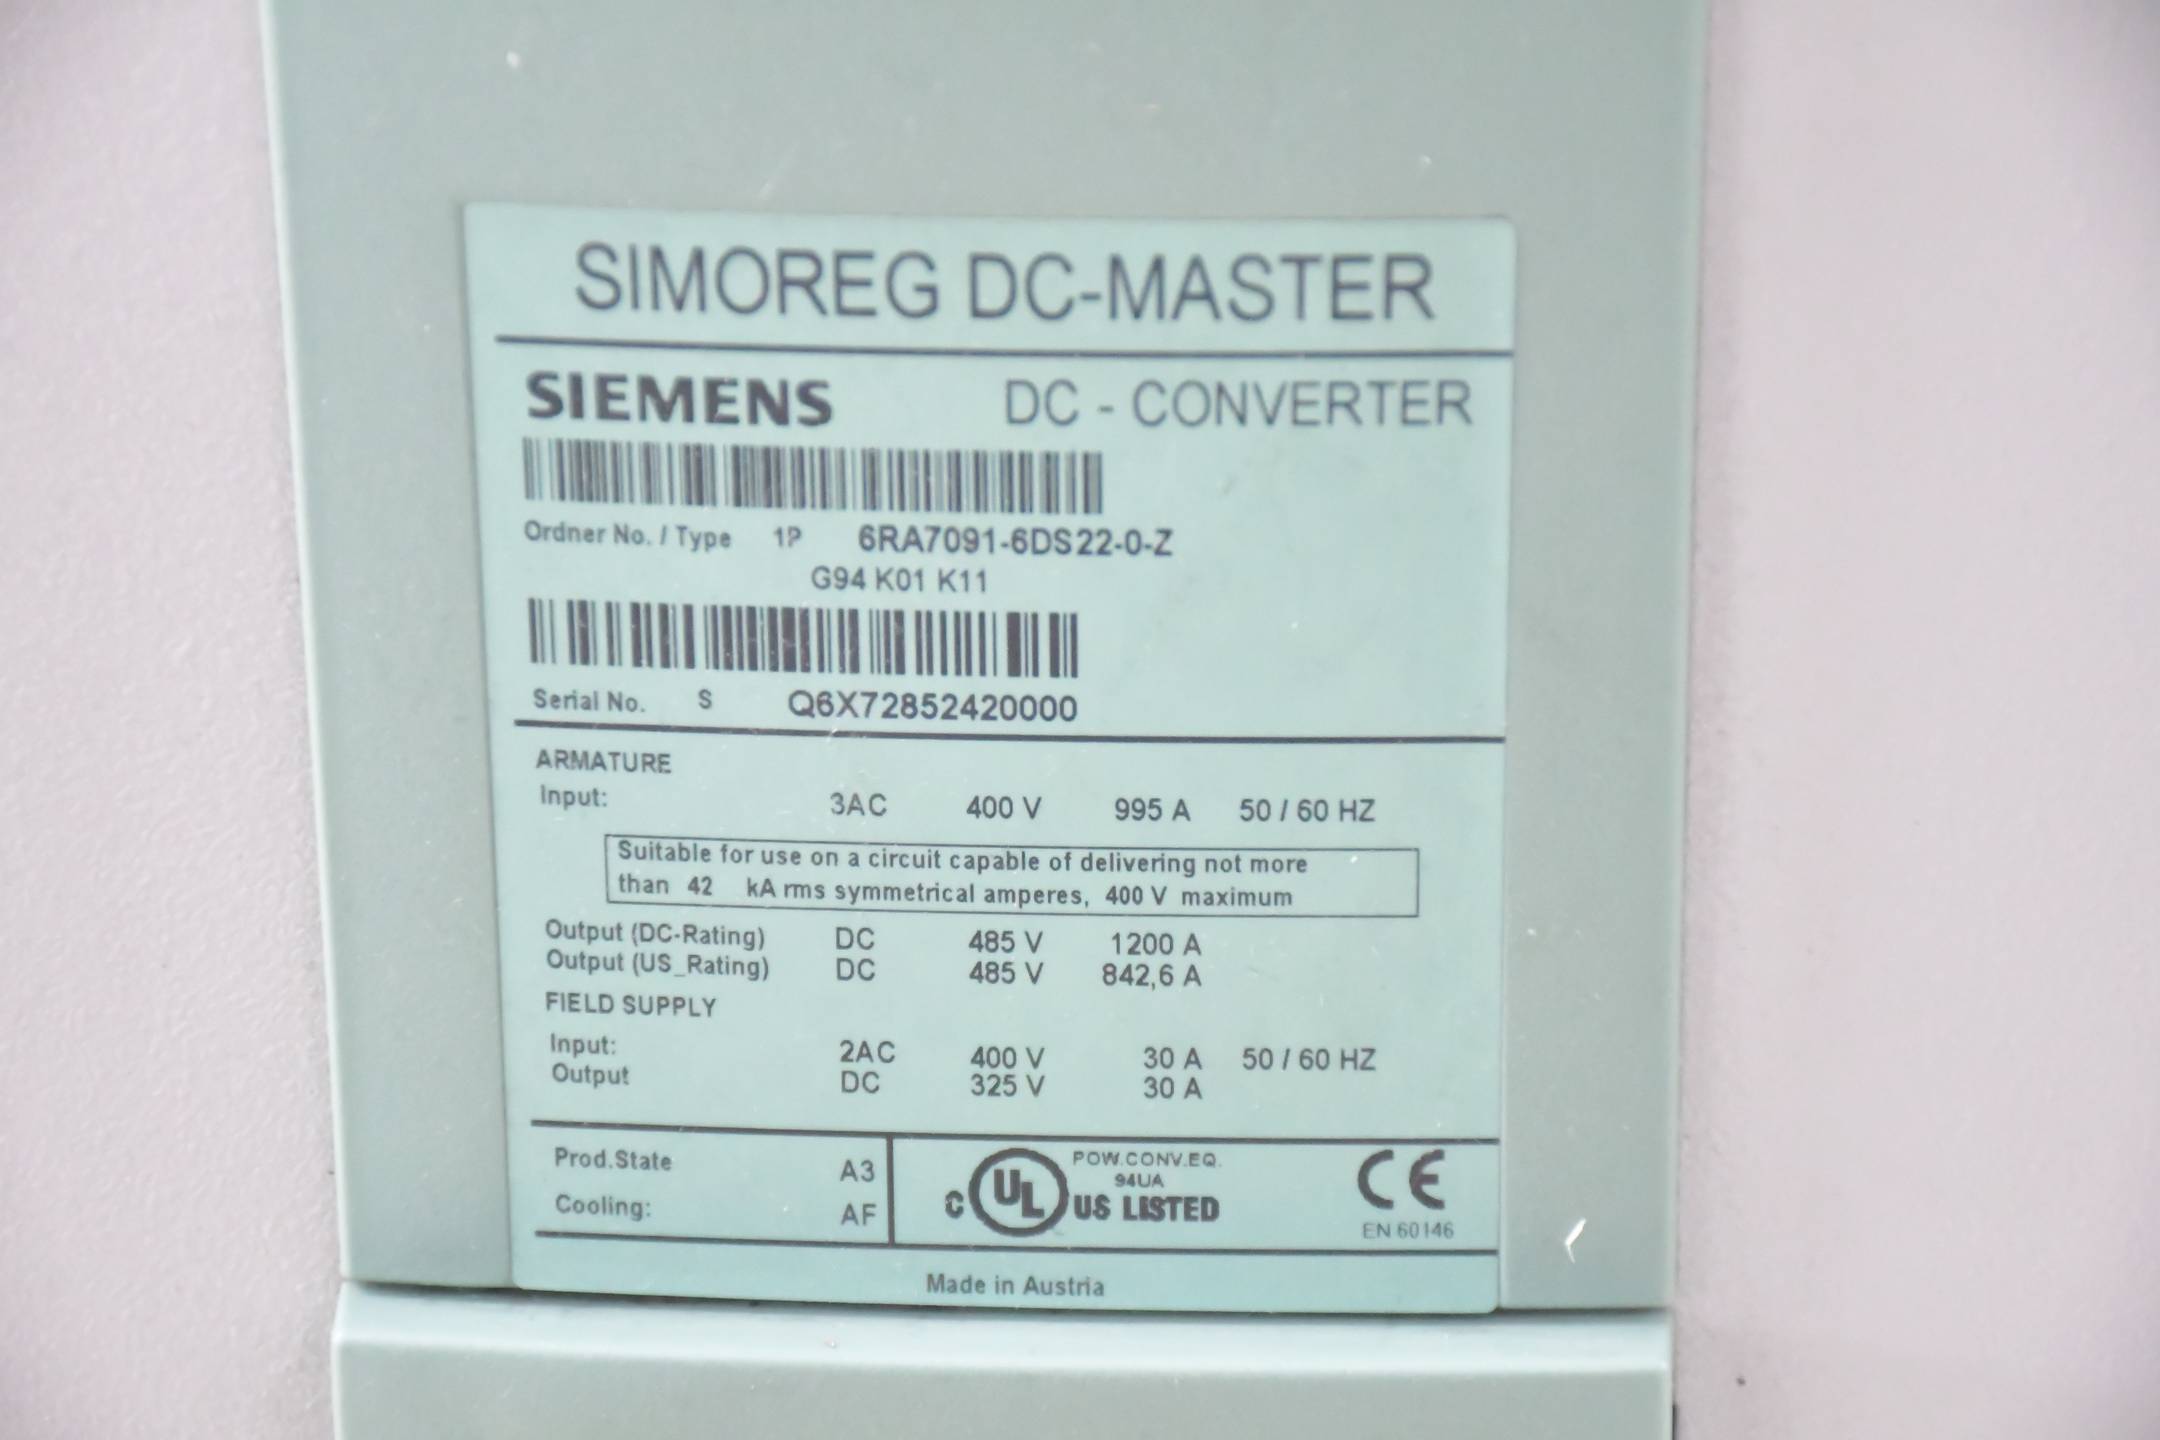 SIMOREG DC-MASTER
SIEMENS DC - CONVERTER
Ordner No. / Type 1P 6RA7091-6DS22-0-Z
G94 K01 K11
Serial No. S Q6X72852420000
ARMATURE
Input: 3AC 400 V 995 A 50 / 60 HZ
Suitable for use on a circuit capable of delivering not more
than 42 kA rms symmetrical amperes, 400 V maximum
Output (DC-Rating) DC 485 V 1200 A
Output (US_Rating) DC 485 V 842,6 A
FIELD SUPPLY
Input: 2AC 400 V 30 A 50 / 60 HZ
Output DC 325 V 30 A
Prod.State A3
Cooling: AF
C UL US LISTED
POW.CONV.EQ.
94UA
CE
EN 60146
Made in Austria